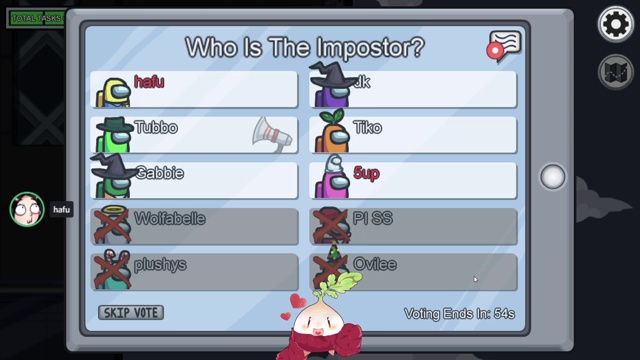 TOTAL TASKS
Who Is The Impostor?
hafu
dk
Tubbo
Tiko
Gabbie
5up
hafu
Wolfabelle
PI SS
plushys
Ovilee
SKIP VOTE
Voting Ends In: 54s